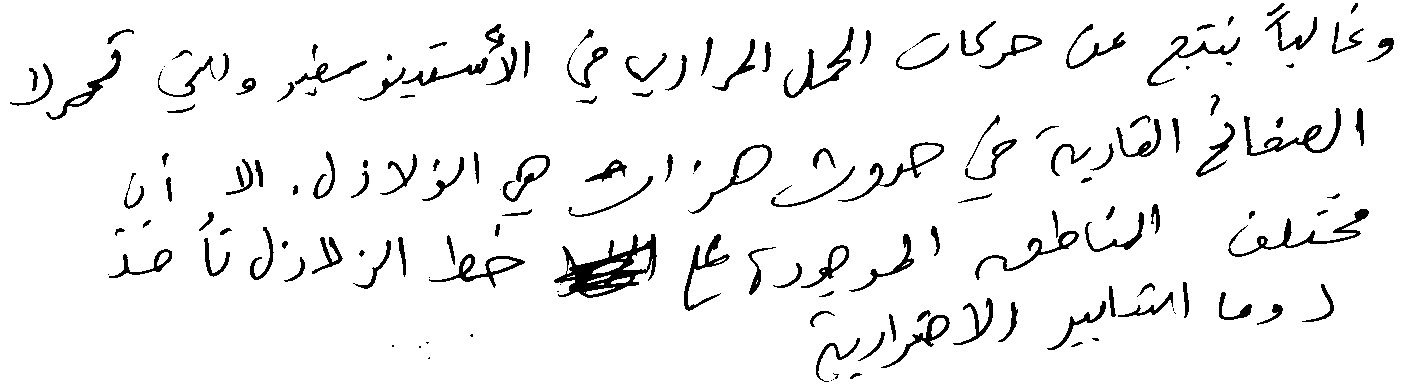 وغالباً ينتج عن حركات الحمل الحراري في الأستينوسفير والتي تحرك
الصفائح القارية في حدوث هزات هي الزلازل. الا أن
مختلف المناطق الموجودة على خط الزلازل تأخذ
دوما التدابير الاحترازية